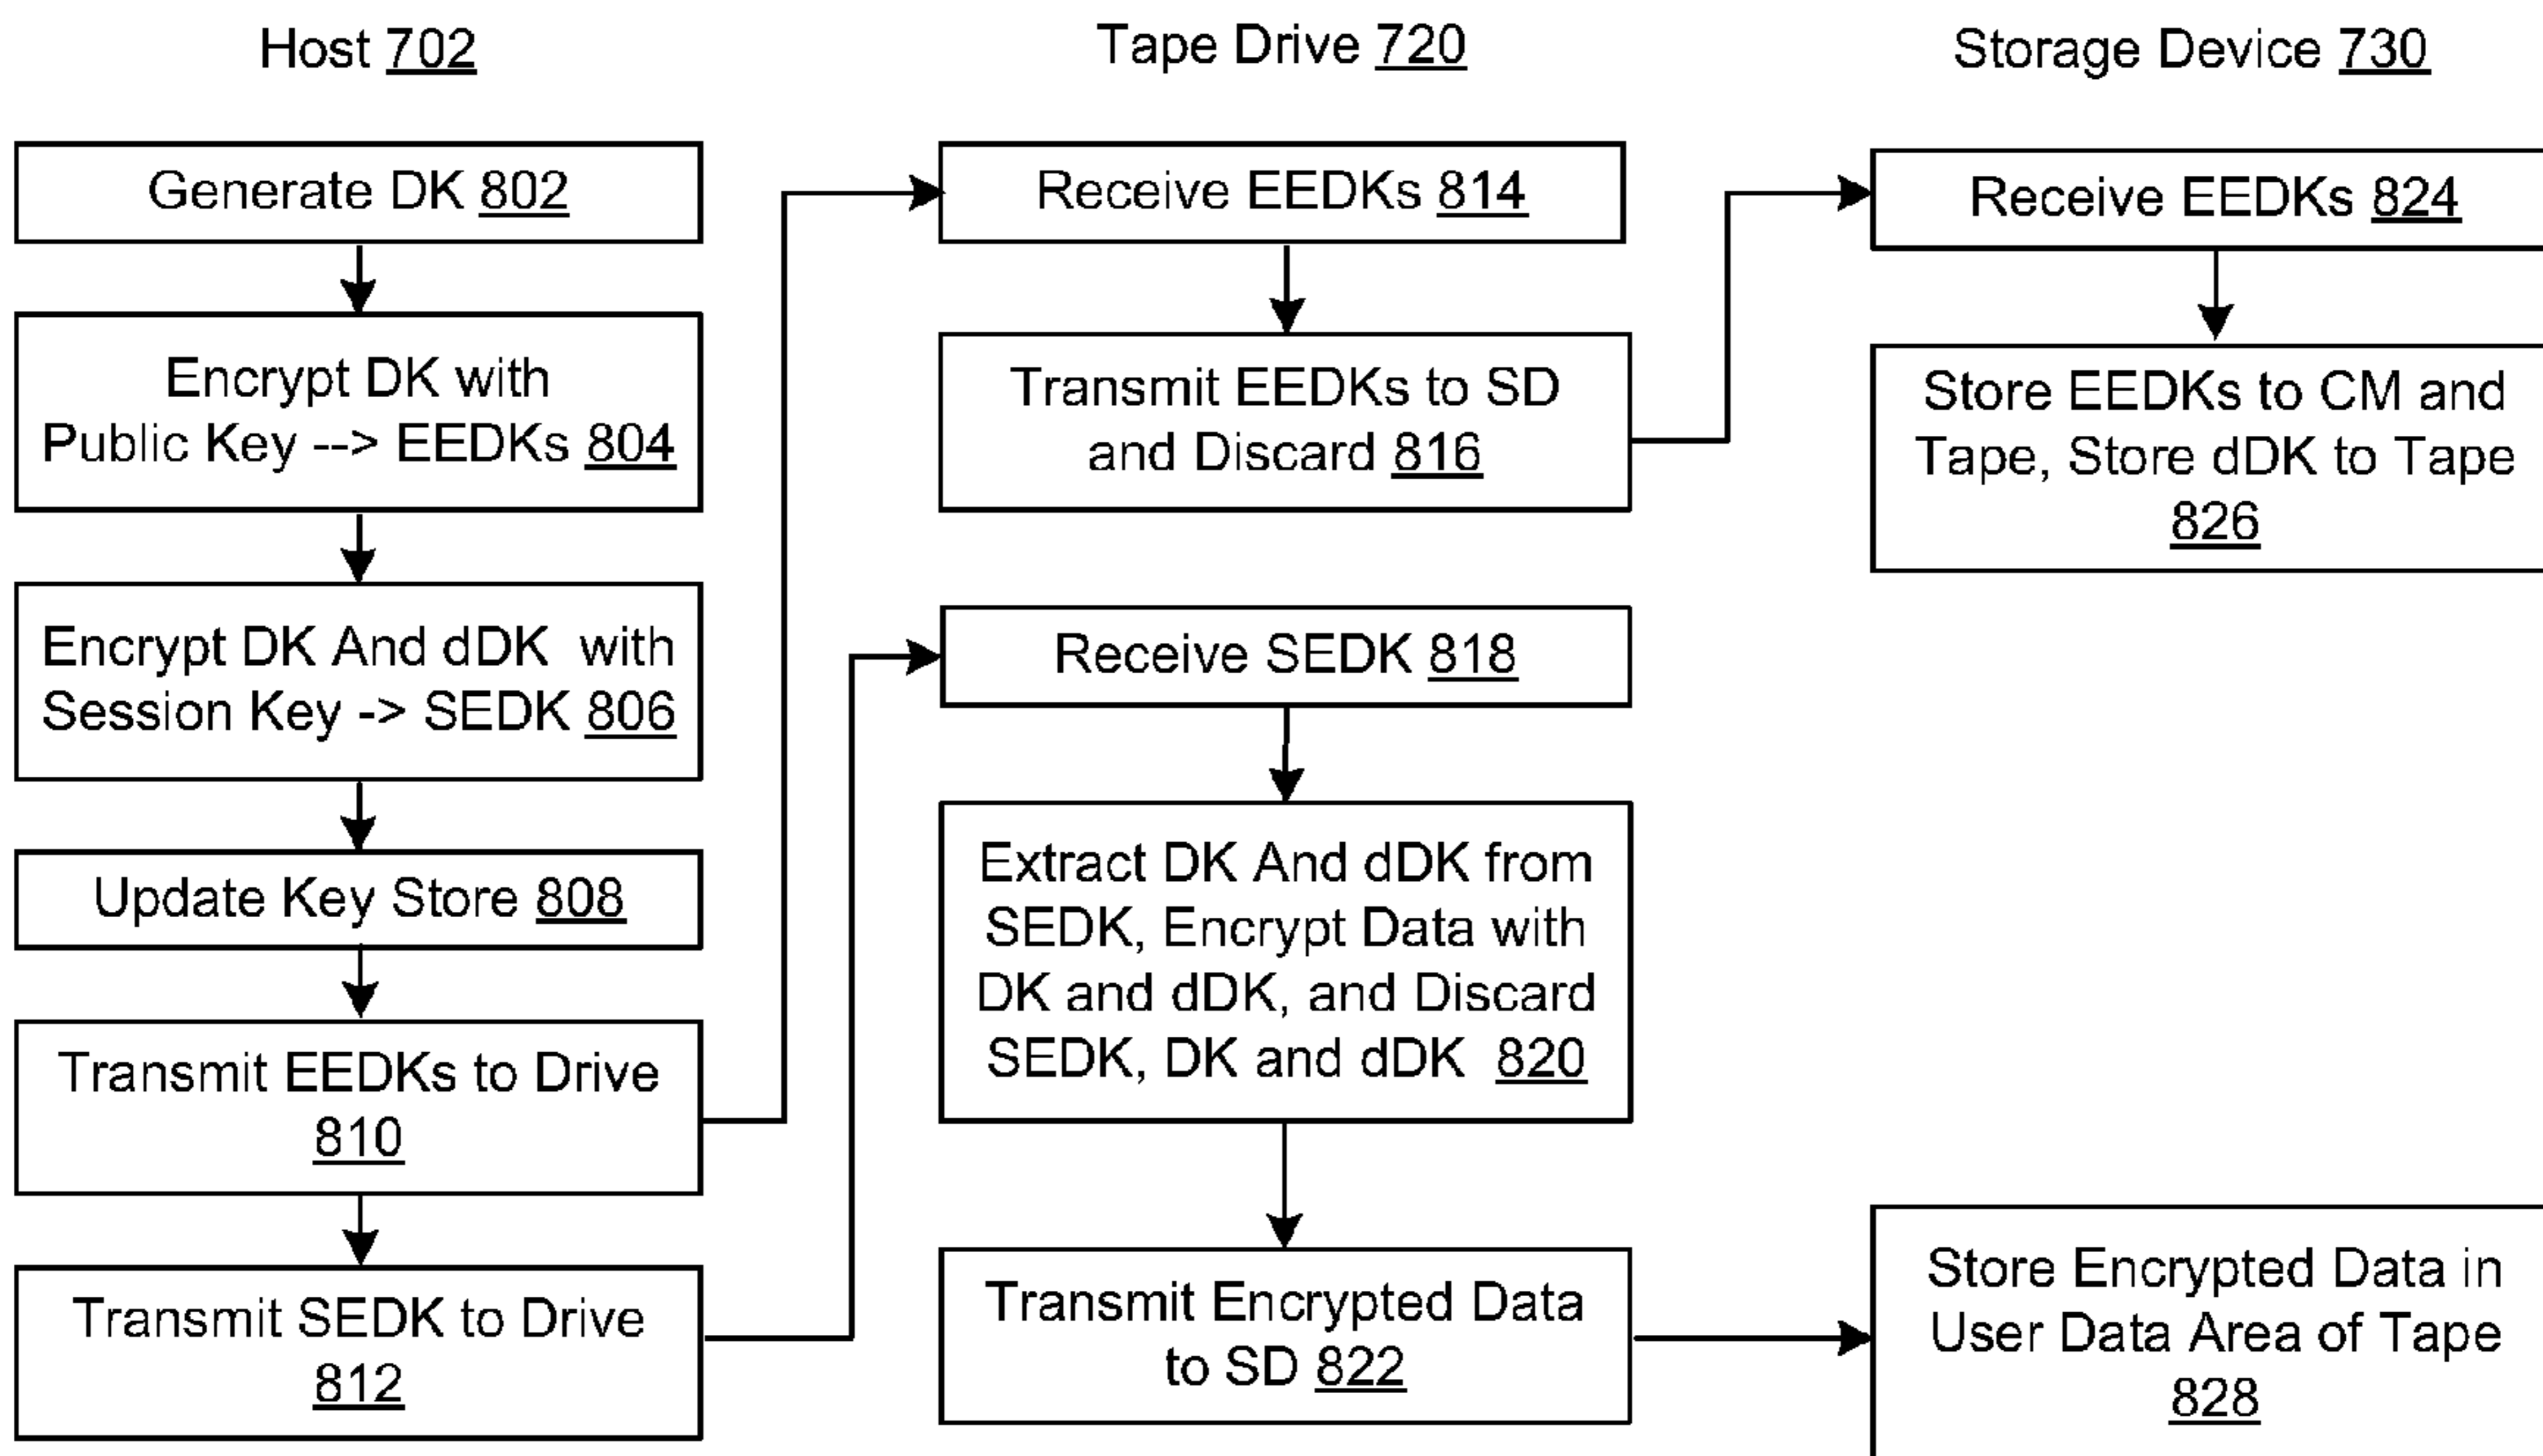 Host 702
Generate DK 802
Encrypt DK with
Public Key --> EEDKs 804
Encrypt DK And dDK with
Session Key -> SEDK 806
Update Key Store 808
Transmit EEDKs to Drive
810
Transmit SEDK to Drive
812
Tape Drive 720
Receive EEDKs 814
Transmit EEDKs to SD
and Discard 816
Receive SEDK 818
Extract DK And dDK from
SEDK, Encrypt Data with
DK and dDK, and Discard
SEDK, DK and dDK 820
Transmit Encrypted Data
to SD 822
Storage Device 730
Receive EEDKs 824
Store EEDKs to CM and
Tape, Store dDK to Tape
826
Store Encrypted Data in
User Data Area of Tape
828